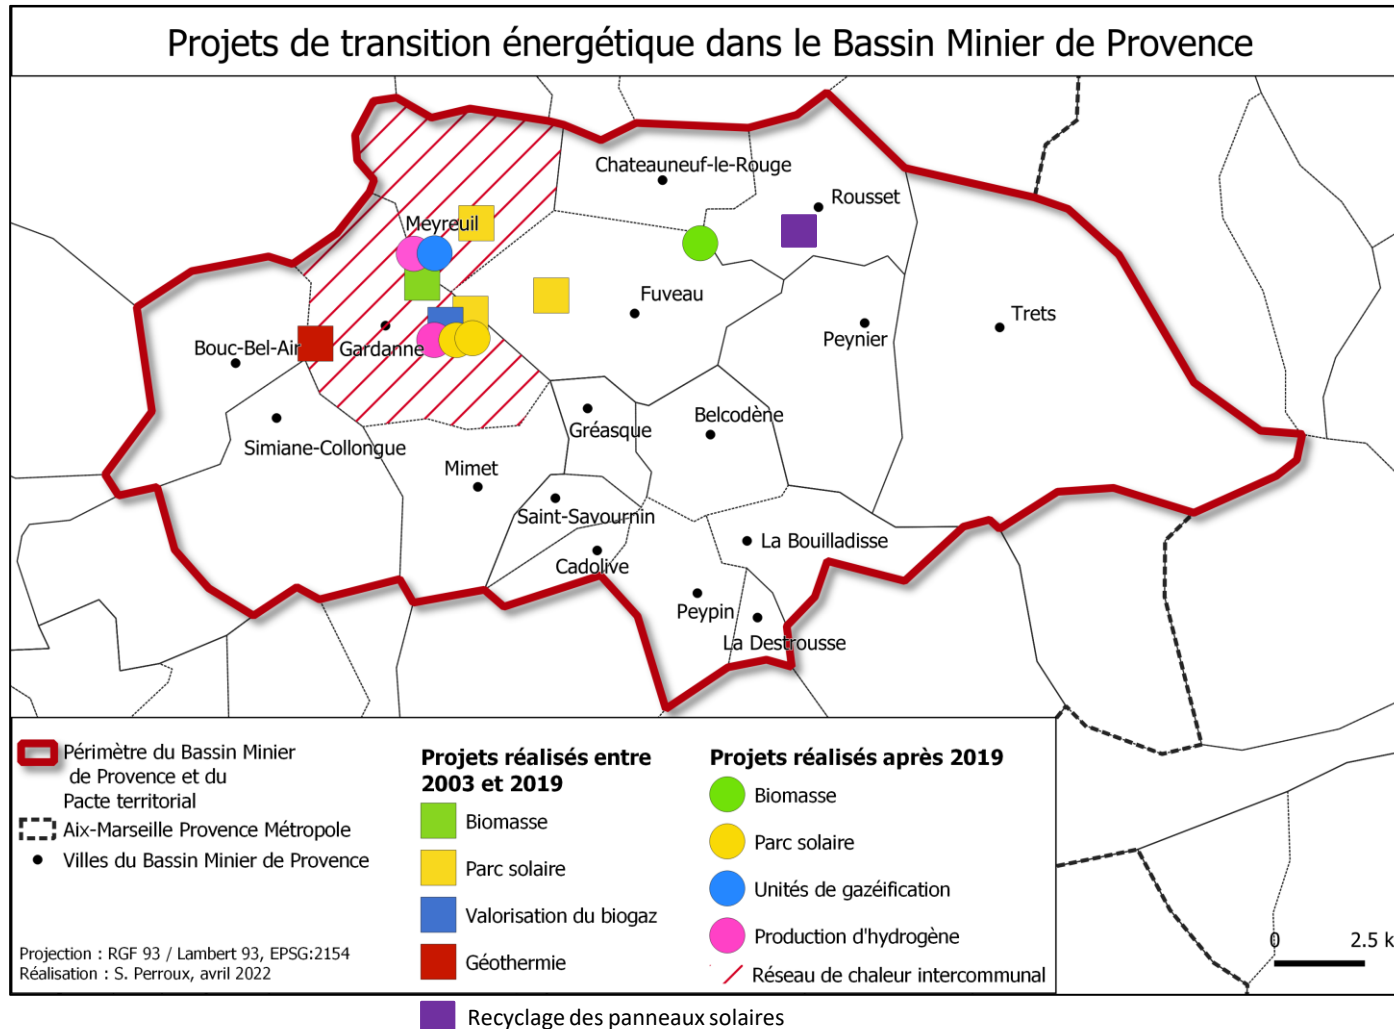 Projets de transition énergétique dans le Bassin Minier de Provence
Chateauneuf-le-Rouge
Rousset
Meyreuil
Fuveau
Trets
Peynier
Bouc-Bel-Air
Gardanne
Belcodène
Gréasque
Simiane-Collongue
Mimet
Saint-Savournin
La Bouilladisse
Cadolive
Peypin
La Destrousse
Périmètre du Bassin Minier
de Provence et du
Pacte territorial
Aix-Marseille Provence Métropole
Villes du Bassin Minier de Provence
Projection : RGF 93 / Lambert 93, EPSG:2154
Réalisation : S. Perroux, avril 2022
Projets réalisés entre
2003 et 2019
Biomasse
Parc solaire
Valorisation du biogaz
Géothermie
Recyclage des panneaux solaires
Projets réalisés après 2019
Biomasse
Parc solaire
Unités de gazéification
Production d'hydrogène
Réseau de chaleur intercommunal
0 2.5 k